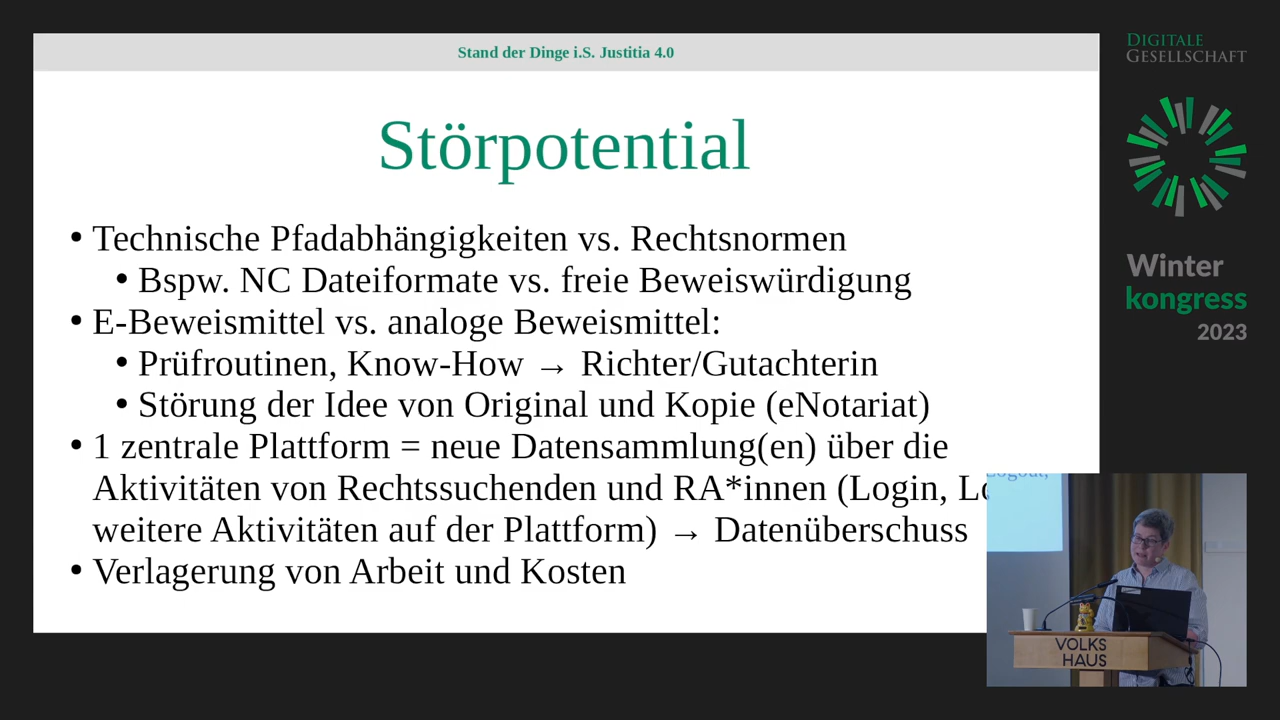 Stand der Dinge i.S. Justitia 4.0
Störpotential
• Technische Pfadabhängigkeiten vs. Rechtsnormen
• Bspw. NC Dateiformate vs. freie Beweiswürdigung
• E-Beweismittel vs. analoge Beweismittel:
• Prüfroutinen, Know-How → Richter/Gutachterin
• Störung der Idee von Original und Kopie (eNotariat)
• 1 zentrale Plattform = neue Datensammlung(en) über die
Aktivitäten von Rechtssuchenden und RA*innen (Login,
weitere Aktivitäten auf der Plattform) → Datenüberschuss
• Verlagerung von Arbeit und Kosten
DIGITALE
GESELLSCHAFT
Winter
kongress
2023
Logout,
VOLKS
HAUS